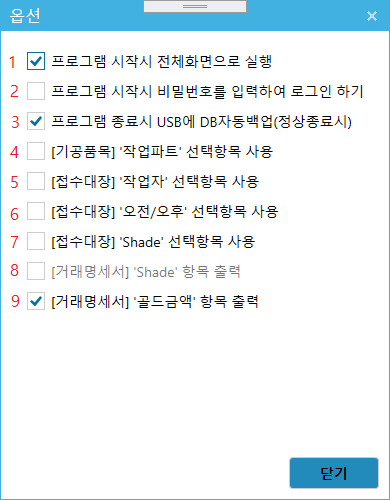 옵션
1 프로그램 시작시 전체화면으로 실행
2 프로그램 시작시 비밀번호를 입력하여 로그인 하기
3 프로그램 종료시 USB에 DB자동백업(정상종료시)
4 [기공품목] '작업파트' 선택항목 사용
5 [접수대장] '작업자' 선택항목 사용
6 [접수대장] '오전/오후' 선택항목 사용
7 [접수대장] 'Shade' 선택항목 사용
8 [거래명세서] 'Shade' 항목 출력
9 [거래명세서] '골드금액' 항목 출력
닫기